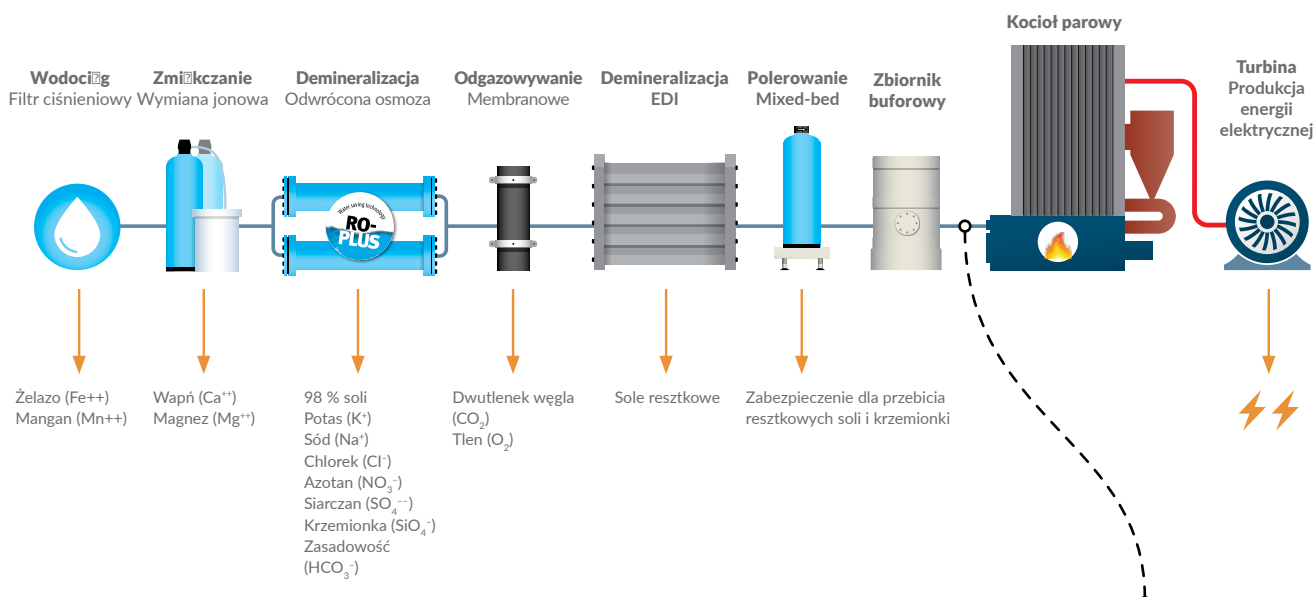 Kocioł parowy
Wodoci�g
Filtr ciśnieniowy
Zmi�kczanie
Wymiana jonowa
Demineralizacja
Odwrócona osmoza
Odgazowywanie
Membranowe
Demineralizacja
EDI
Polerowanie
Mixed-bed
Zbiornik
buforowy
Turbina
Produkcja
energii
elektrycznej
Water saving technology
RO-
PLUS
Żelazo (Fe++)
Mangan (Mn++)
Wapń (Ca⁺⁺)
Magnez (Mg⁺⁺)
98 % soli
Potas (K⁺)
Sód (Na⁺)
Chlorek (Cl⁻)
Azotan (NO₃⁻)
Siarczan (SO₄⁻⁻)
Krzemionka (SiO₄⁻)
Zasadowość
(HCO₃⁻)
Dwutlenek węgla
(CO₂)
Tlen (O₂)
Sole resztkowe
Zabezpieczenie dla przebicia
resztkowych soli i krzemionki